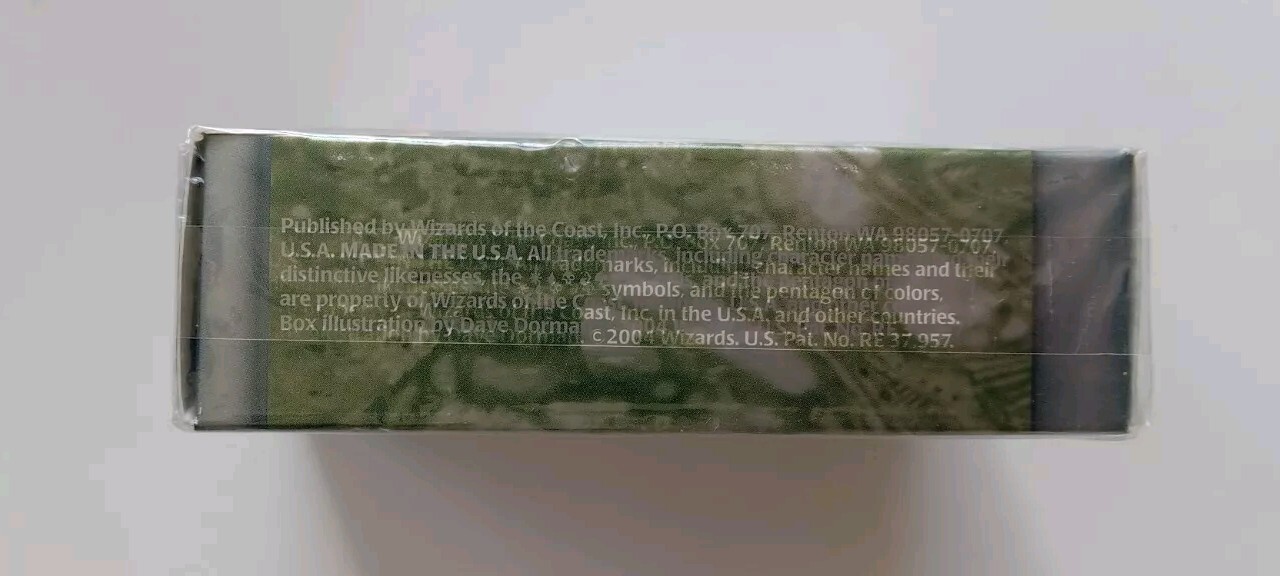 Published by Wizards of the Coast, Inc., P.O. Box 707, Renton WA 98057-0707,
U.S.A. MADE IN THE U.S.A. All trademarks, including character names and their
distinctive likenesses, the symbols, and the pentagon of colors,
are property of Wizards of the Coast, Inc. in the U.S.A. and other countries.
Box illustration by Dave Dorman. © 2004 Wizards. U.S. Pat. No. RE 37,957.